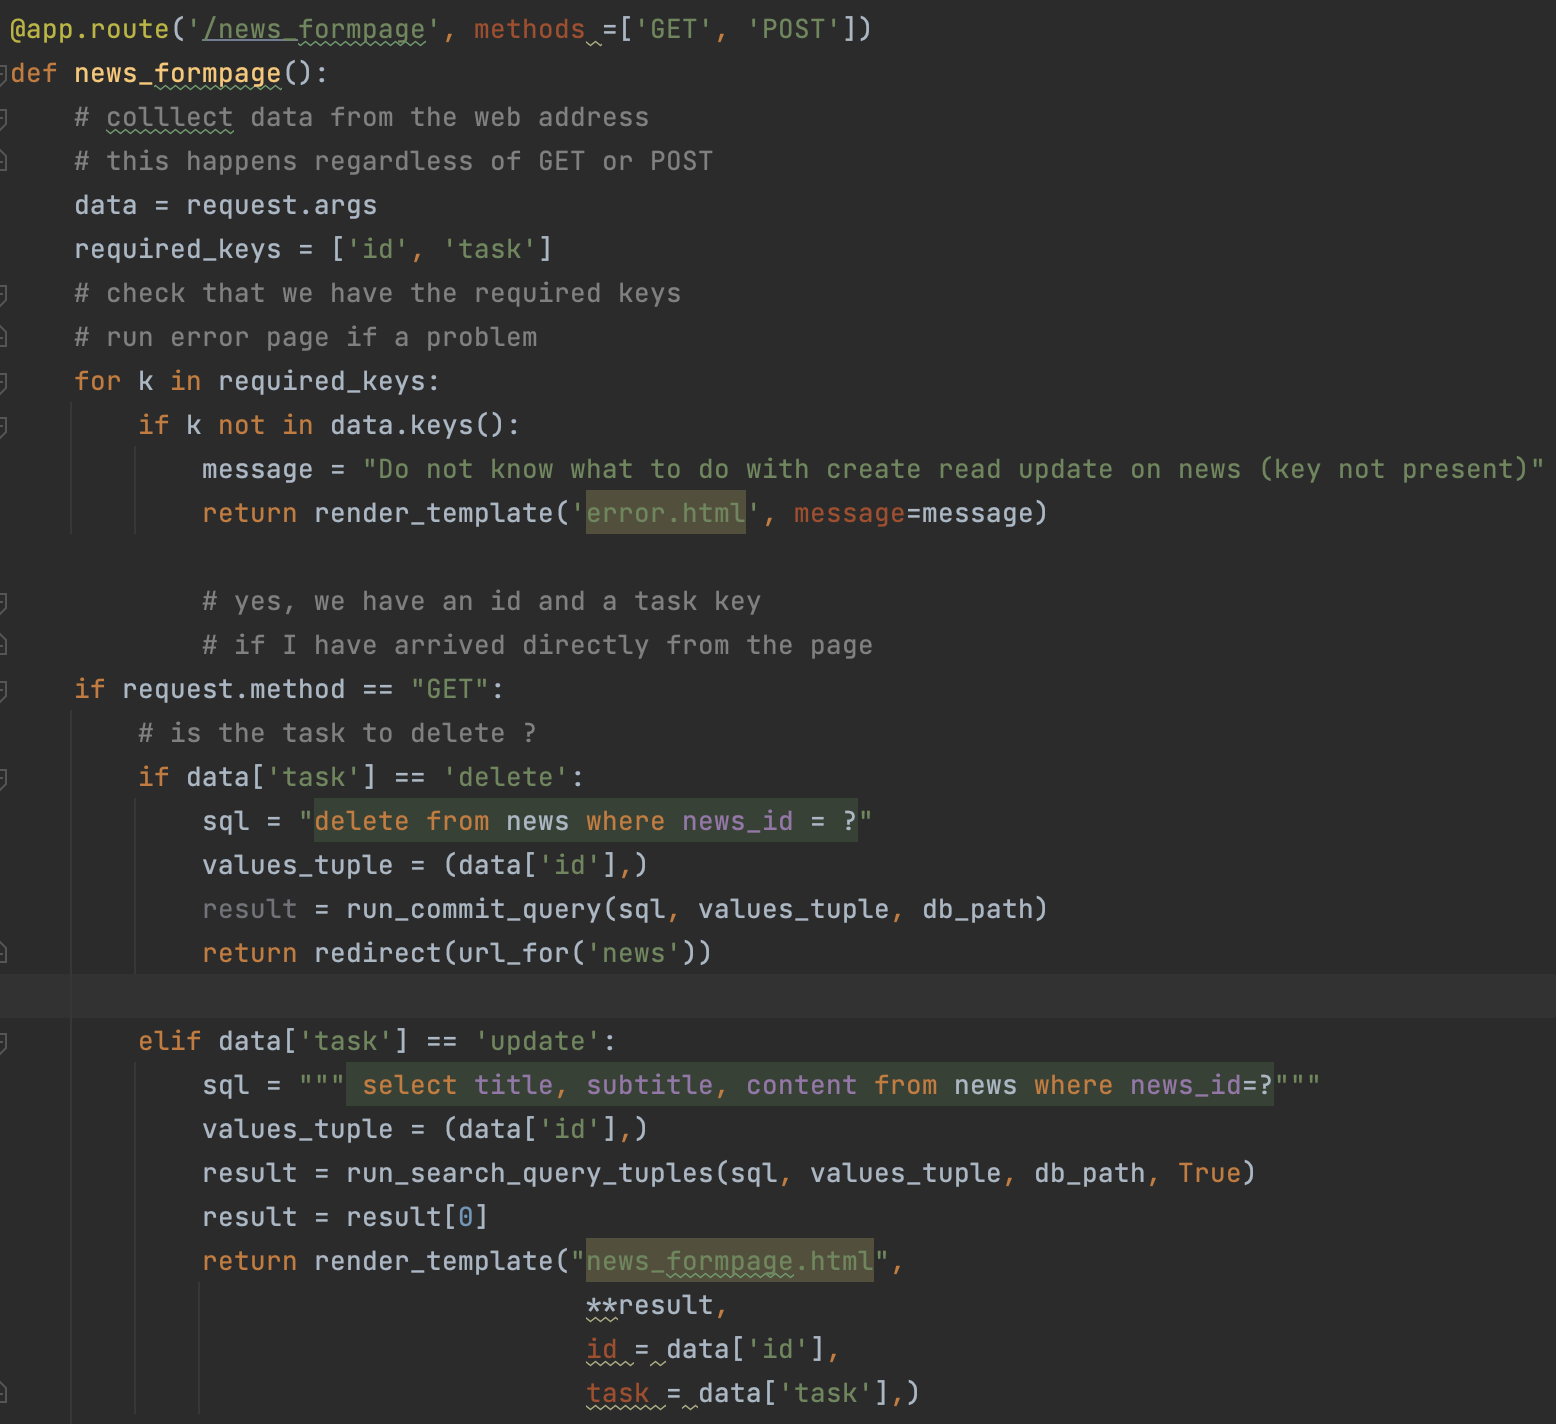 @app.route('/news_formpage', methods =['GET', 'POST'])
def news_formpage():
    # colllect data from the web address
    # this happens regardless of GET or POST
    data = request.args
    required_keys = ['id', 'task']
    # check that we have the required keys
    # run error page if a problem
    for k in required_keys:
        if k not in data.keys():
            message = "Do not know what to do with create read update on news (key not present)"
            return render_template('error.html', message=message)
            # yes, we have an id and a task key
            # if I have arrived directly from the page
    if request.method == "GET":
        # is the task to delete ?
        if data['task'] == 'delete':
            sql = "delete from news where news_id = ?"
            values_tuple = (data['id'],)
            result = run_commit_query(sql, values_tuple, db_path)
            return redirect(url_for('news'))
        elif data['task'] == 'update':
            sql = """ select title, subtitle, content from news where news_id=?"""
            values_tuple = (data['id'],)
            result = run_search_query_tuples(sql, values_tuple, db_path, True)
            result = result[0]
            return render_template("news_formpage.html",
                                    **result,
                                    id = data['id'],
                                    task = data['task'],)